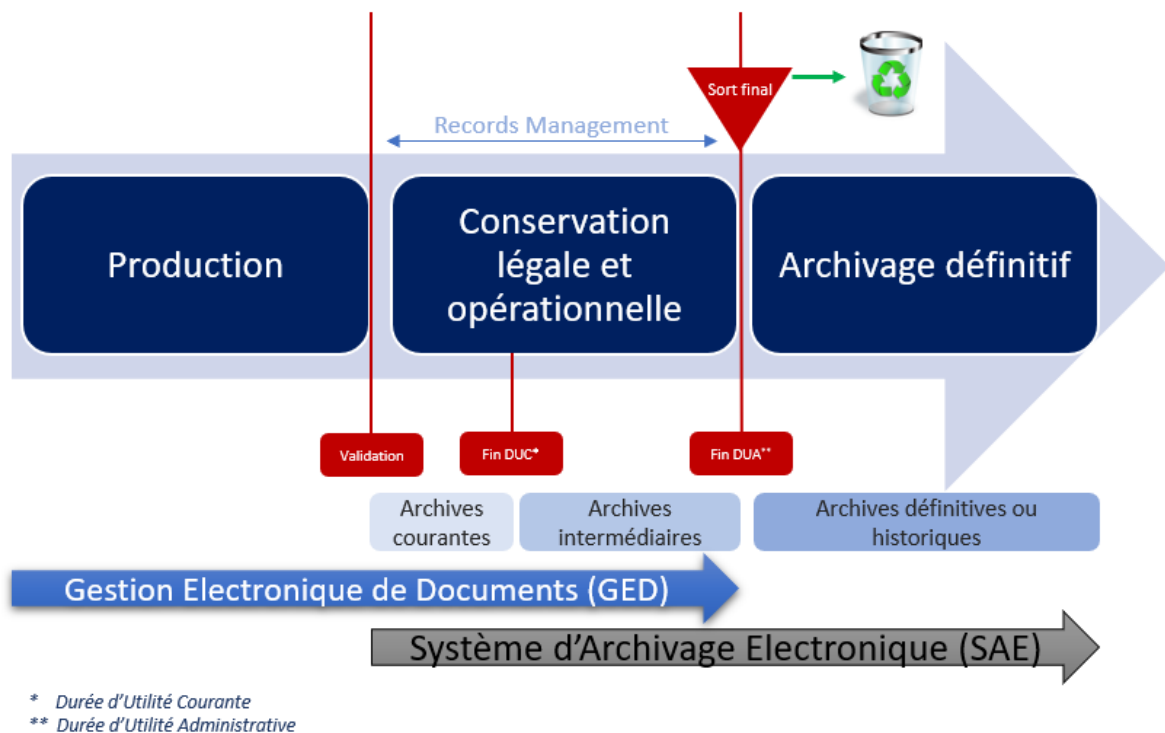 Sort final
Records Management
Production
Conservation
légale et
opérationnelle
Archivage définitif
Validation
Fin DUC*
Fin DUA**
Archives
courantes
Archives
intermédiaires
Archives définitives ou
historiques
Gestion Electronique de Documents (GED)
Système d'Archivage Electronique (SAE)
* Durée d'Utilité Courante
** Durée d'Utilité Administrative